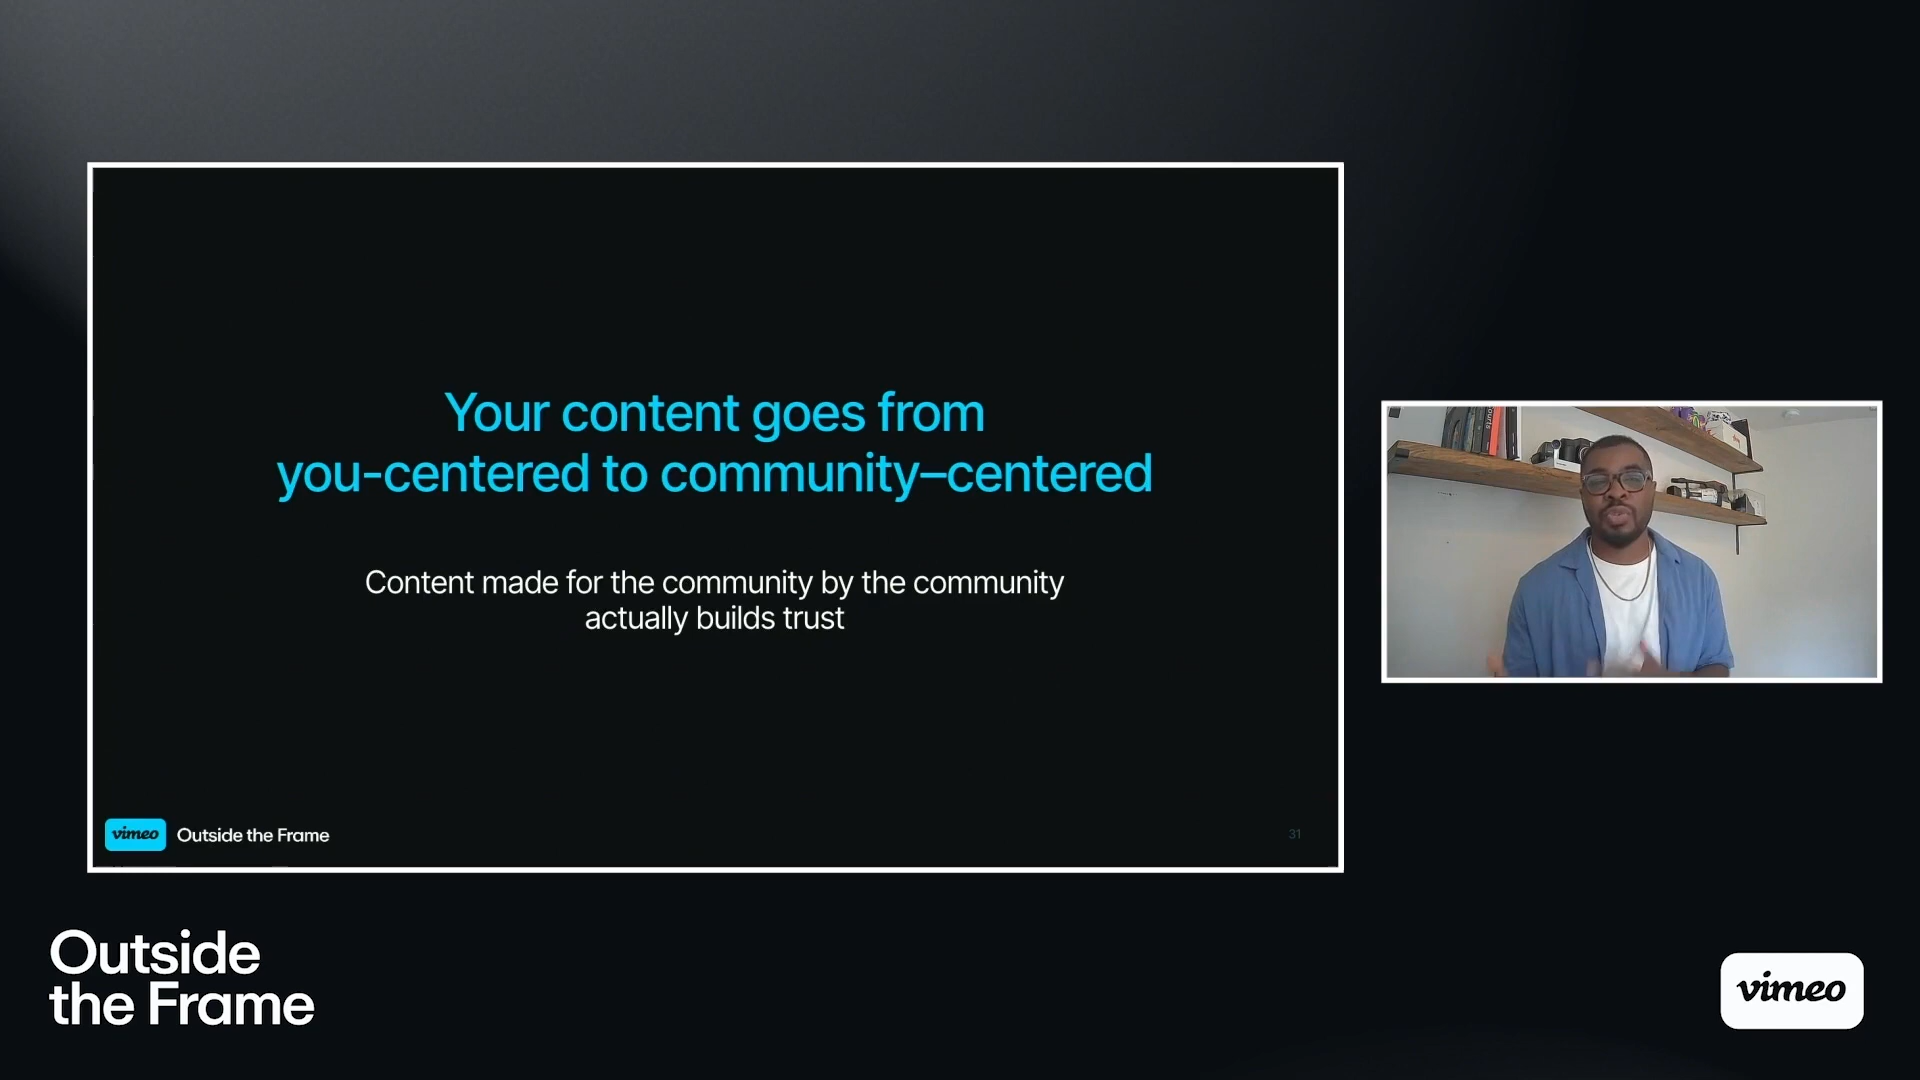 Your content goes from
you-centered to community–centered
Content made for the community by the community
actually builds trust
vimeo Outside the Frame
31
Outside
the Frame
vimeo